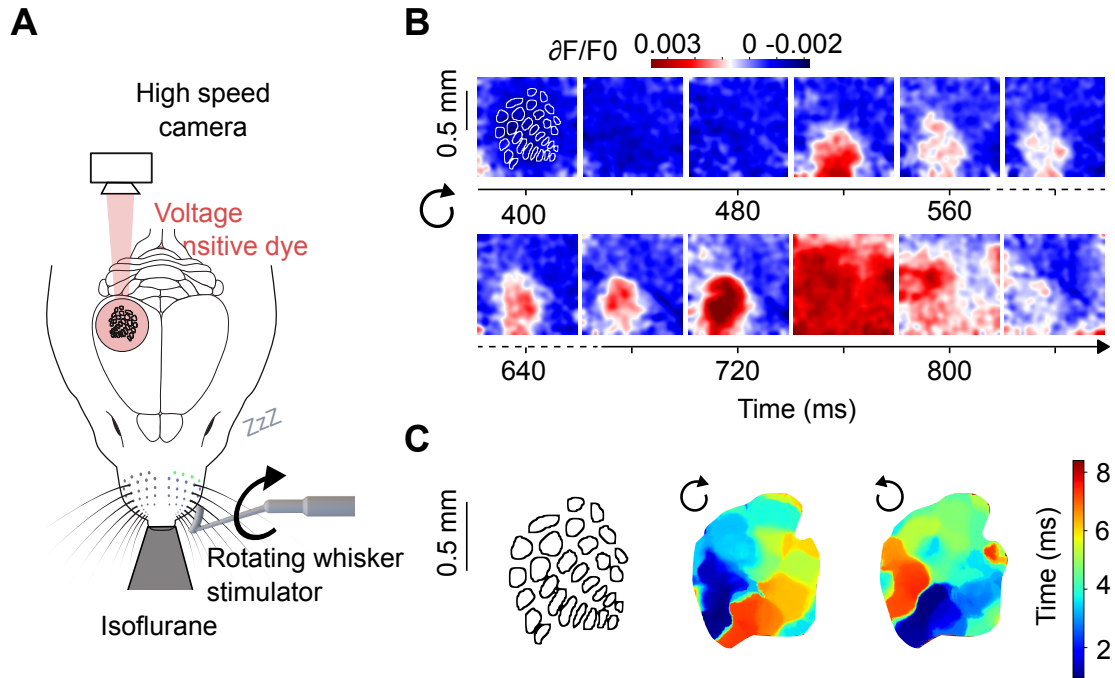 A
High speed
camera
Voltage
nsitive dye
ZzZ
Rotating whisker
stimulator
Isoflurane
B
∂F/F0 0.003 0 -0.002
0.5 mm
400 480 560
640 720 800
Time (ms)
C
0.5 mm
8
6
4
2
Time (ms)